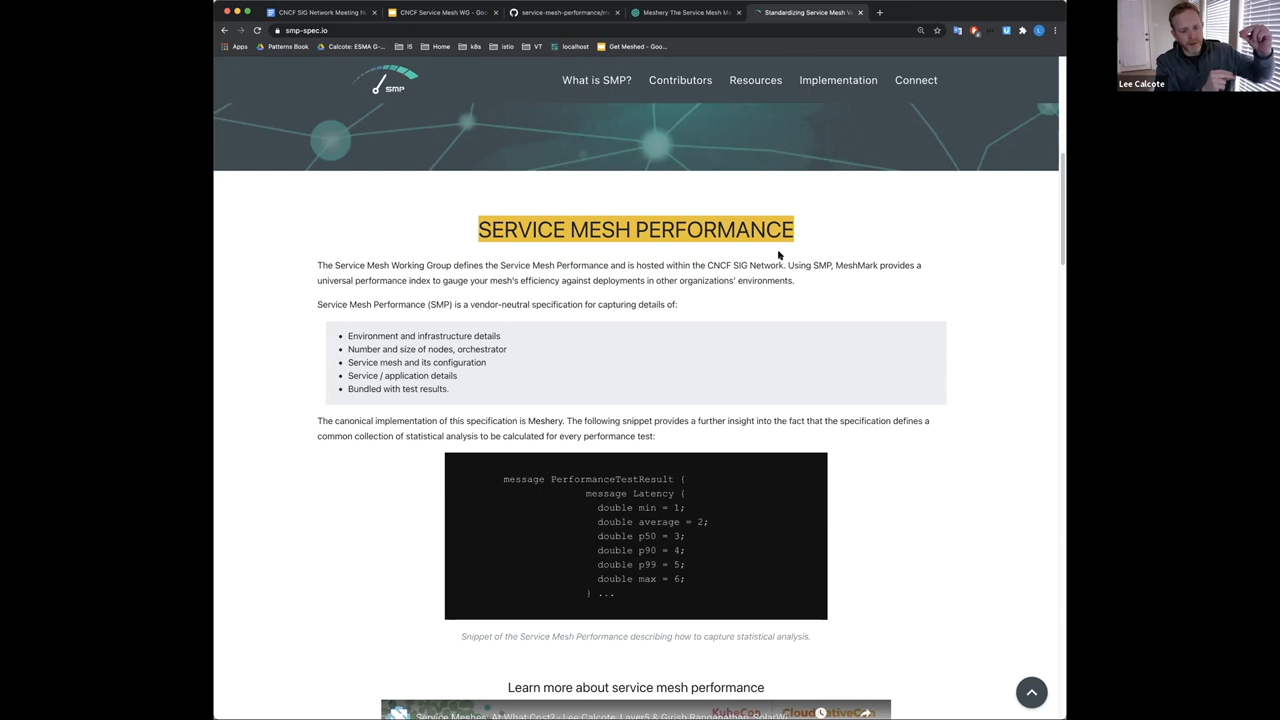 CNCF SIG Network Meeting N
CNCF Service Mesh WG - Goo
service-mesh-performance/m
Meshery The Service Mesh M
Standardizing Service Mesh V
smp-spec.io
Apps
Patterns Book
Calcote: ESMA G-...
l5
Home
k8s
istio
VT
localhost
Get Meshed - Goo...
Lee Calcote
SMP
What is SMP?
Contributors
Resources
Implementation
Connect
SERVICE MESH PERFORMANCE
The Service Mesh Working Group defines the Service Mesh Performance and is hosted within the CNCF SIG Network. Using SMP, MeshMark provides a
universal performance index to gauge your mesh's efficiency against deployments in other organizations' environments.
Service Mesh Performance (SMP) is a vendor-neutral specification for capturing details of:
• Environment and infrastructure details
• Number and size of nodes, orchestrator
• Service mesh and its configuration
• Service / application details
• Bundled with test results.
The canonical implementation of this specification is Meshery. The following snippet provides a further insight into the fact that the specification defines a
common collection of statistical analysis to be calculated for every performance test:
message PerformanceTestResult {
message Latency {
double min = 1;
double average = 2;
double p50 = 3;
double p90 = 4;
double p99 = 5;
double max = 6;
} ...
Snippet of the Service Mesh Performance describing how to capture statistical analysis.
Learn more about service mesh performance
Service Meshes: At What Cost? - Lee Calcote, Layer5 & Girish Ranganathan, SolarWi
KubeCon
CloudNativeCon